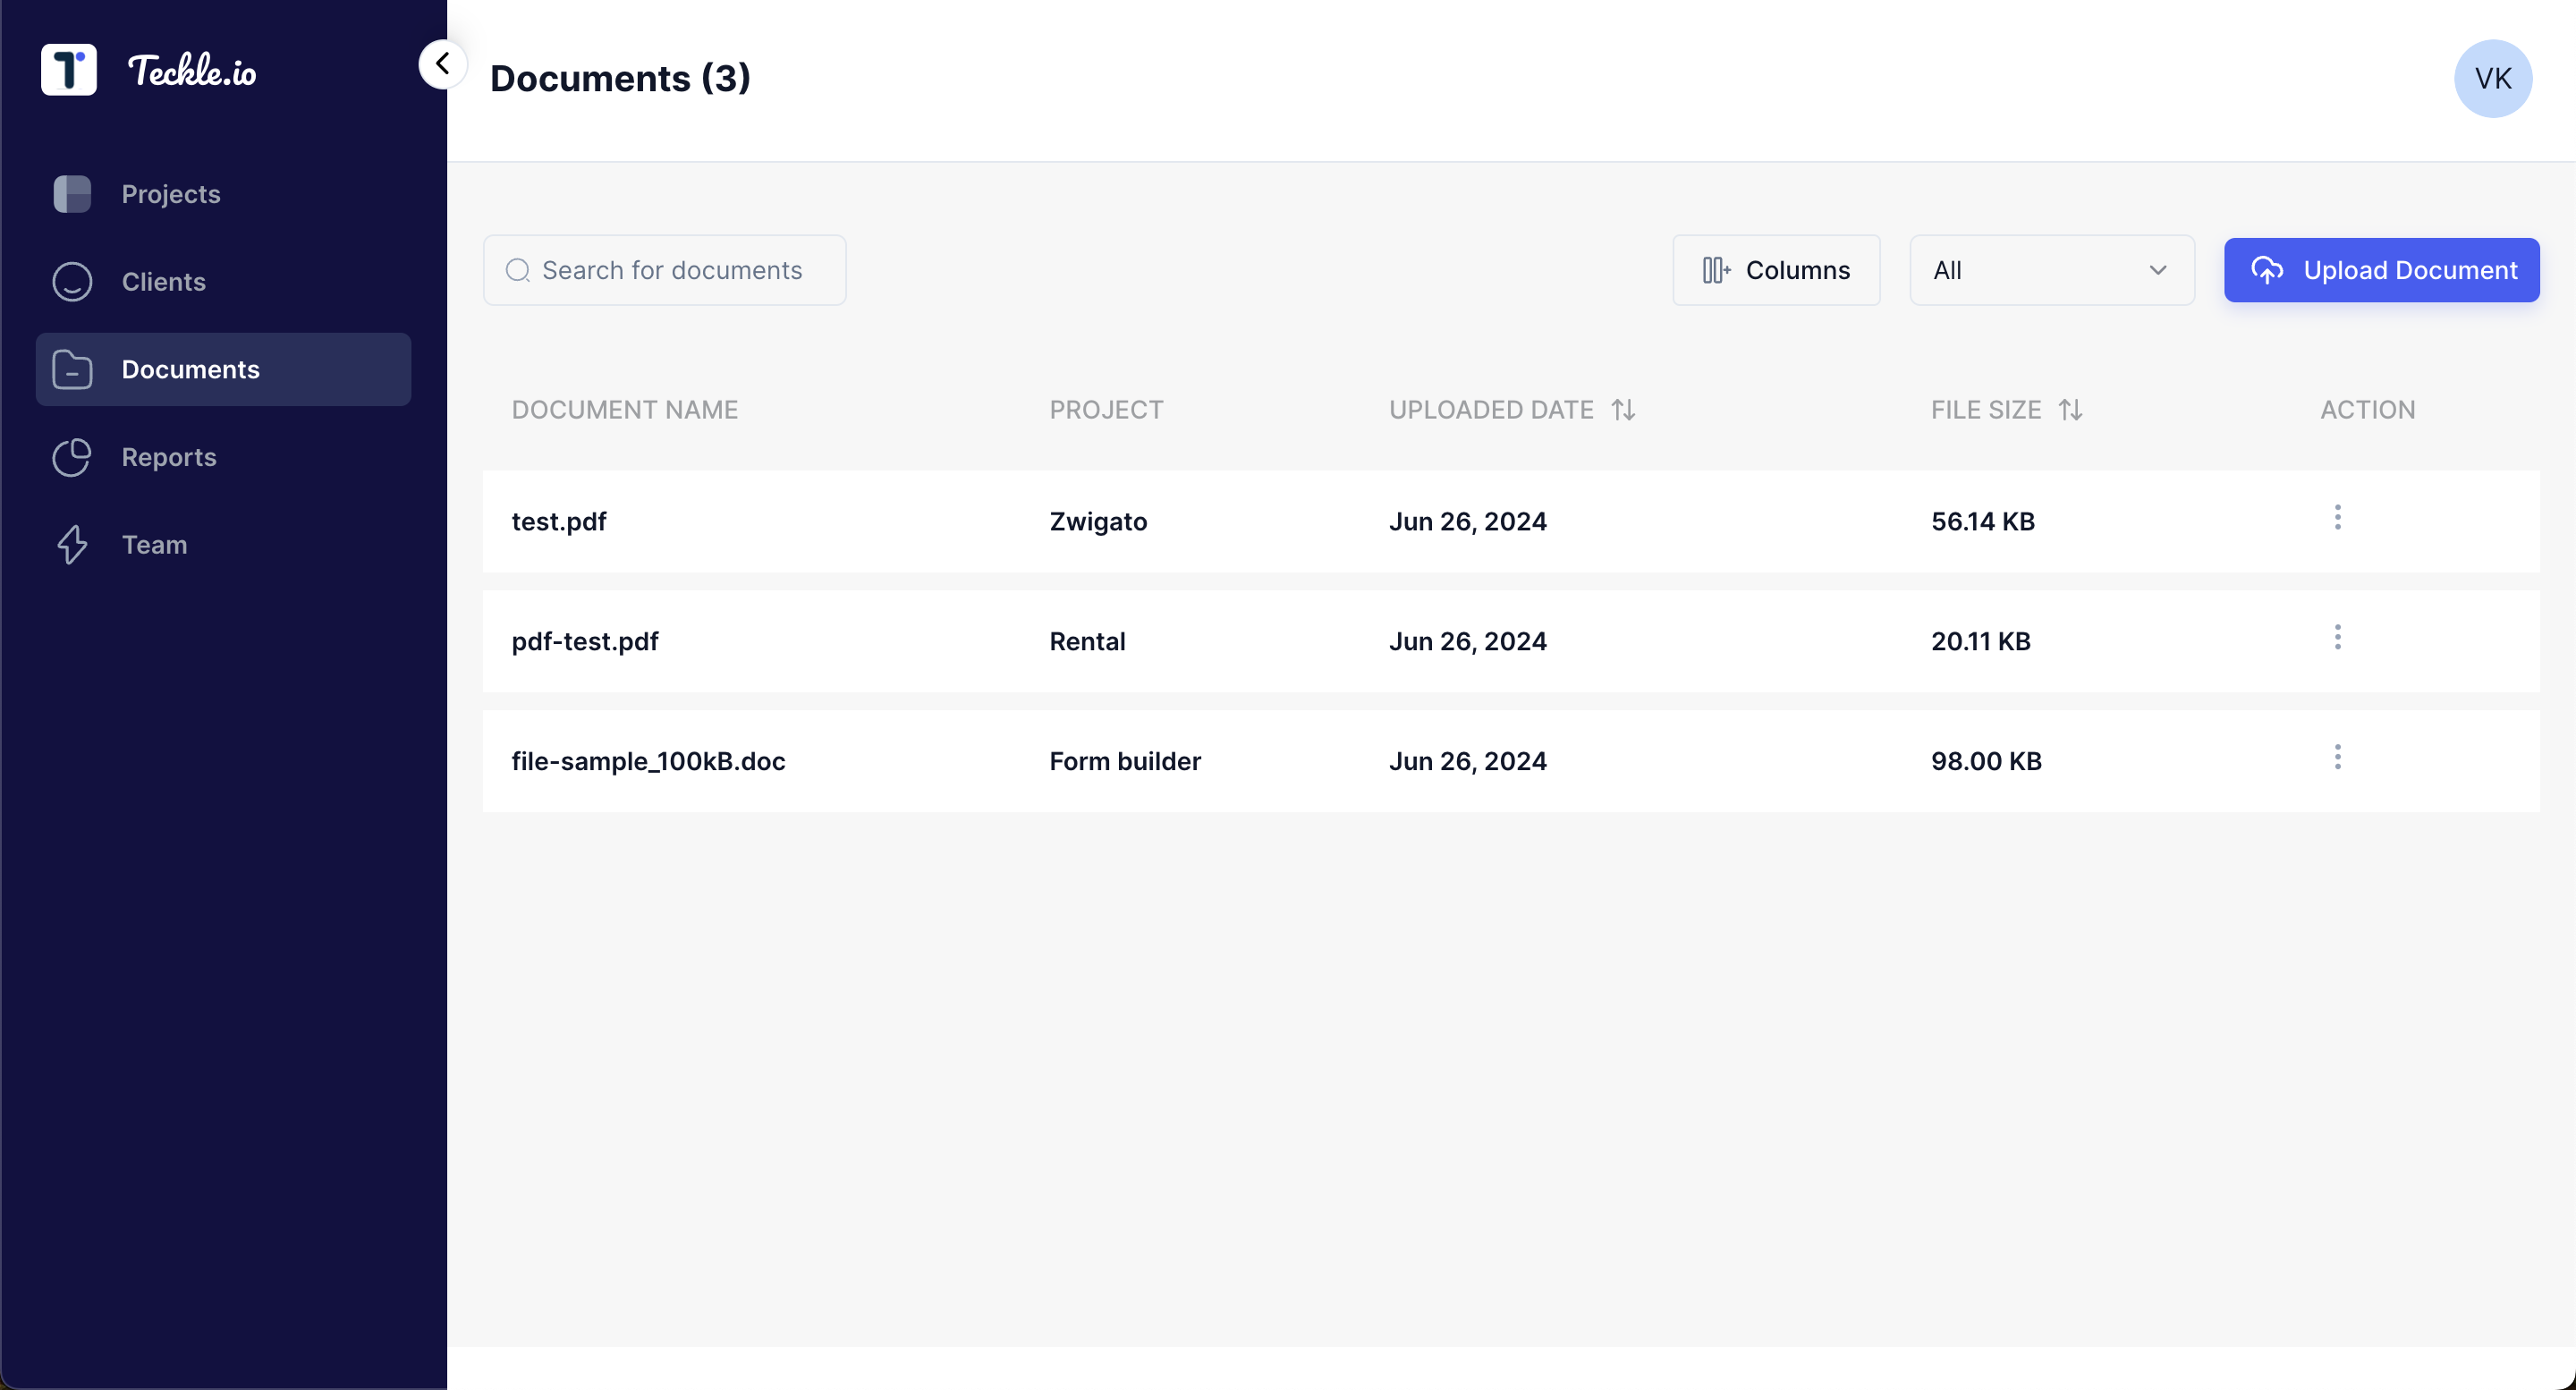 Teckle.io
Documents (3)
VK
Projects
Clients
Documents
Reports
Team
Search for documents
Columns
All
Upload Document
DOCUMENT NAME PROJECT UPLOADED DATE FILE SIZE ACTION
test.pdf Zwigato Jun 26, 2024 56.14 KB
pdf-test.pdf Rental Jun 26, 2024 20.11 KB
file-sample_100kB.doc Form builder Jun 26, 2024 98.00 KB